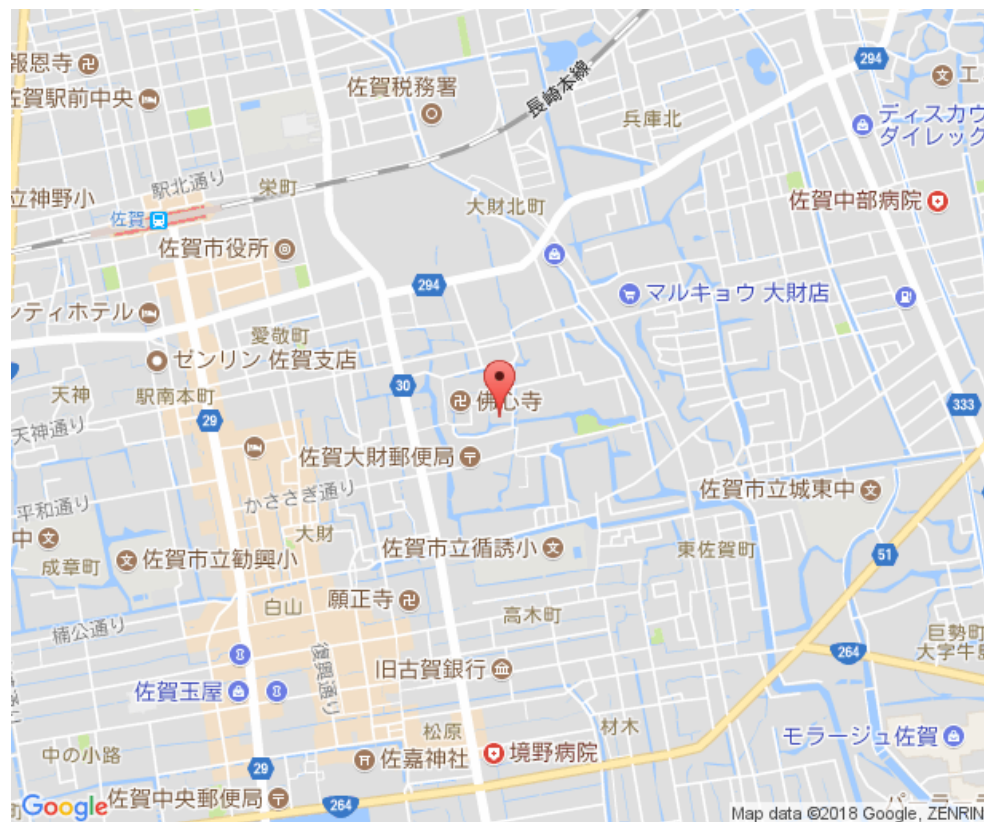 報恩寺
佐賀駅前中央
佐賀税務署
長崎本線
294
エ
ディスカウ
ダイレック
兵庫北
立神野小
駅北通り
栄町
大財北町
佐賀中部病院
佐賀
佐賀市役所
294
マルキョウ 大財店
ンティホテル
愛敬町
ゼンリン 佐賀支店
天神
駅南本町
30
佛心寺
333
29
天神通り
佐賀大財郵便局
かささぎ通り
佐賀市立城東中
平和通り
大財
中
佐賀市立勧興小
佐賀市立循誘小
東佐賀町
51
成章町
白山
願正寺
高木町
楠公通り
巨勢町
大字牛島
264
復興通り
旧古賀銀行
佐賀玉屋
松原
材木
モラージュ佐賀
中の小路
佐嘉神社
境野病院
29
佐賀中央郵便局
264
町
Google
Map data ©2018 Google, ZENRIN